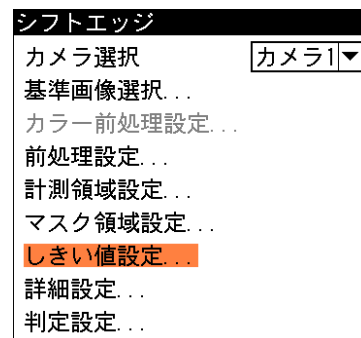 シフトエッジ
カメラ選択 カメラ1▼
基準画像選択...
カラー前処理設定...
前処理設定...
計測領域設定...
マスク領域設定...
しきい値設定...
詳細設定...
判定設定...